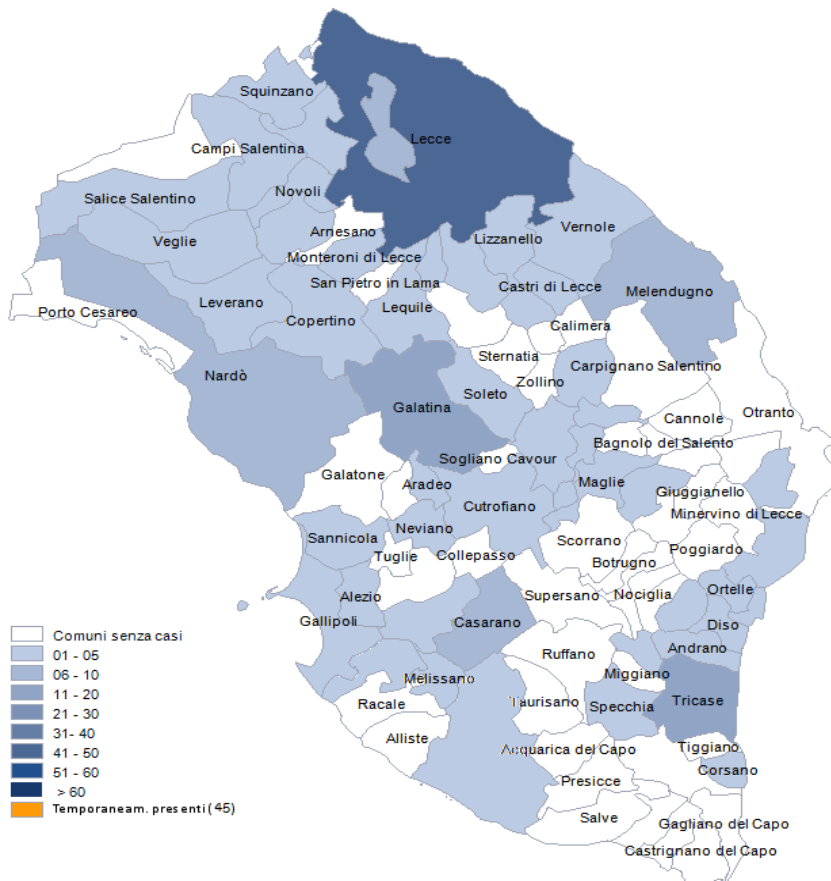 Squinzano
Lecce
Campi Salentina
Novoli
Salice Salentino
Vernole
Arnesano
Lizzanello
Veglie
Monteroni di Lecce
San Pietro in Lama
Castri di Lecce
Melendugno
Leverano
Lequile
Porto Cesareo
Copertino
Calimera
Sternatia
Carpignano Salentino
Nardò
Zollino
Soleto
Galatina
Otranto
Cannole
Bagnolo del Salento
Sogliano Cavour
Galatone
Aradeo
Maglie
Giuggianello
Cutrofiano
Minervino di Lecce
Neviano
Sannicola
Scorrano
Poggiardo
Tuglie
Collepasso
Botrugno
Ortelle
Nociglia
Supersano
Alezio
Gallipoli
Casarano
Diso
Andrano
Ruffano
Miggiano
Melissano
Tricase
Racale
Taurisano
Specchia
Alliste
Acquarica del Capo
Tiggiano
Corsano
Presicce
Salve
Gagliano del Capo
Castrignano del Capo
Comuni senza casi
01 - 05
06 - 10
11 - 20
21 - 30
31- 40
41 - 50
51 - 60
> 60
Temporaneam. presenti (45)